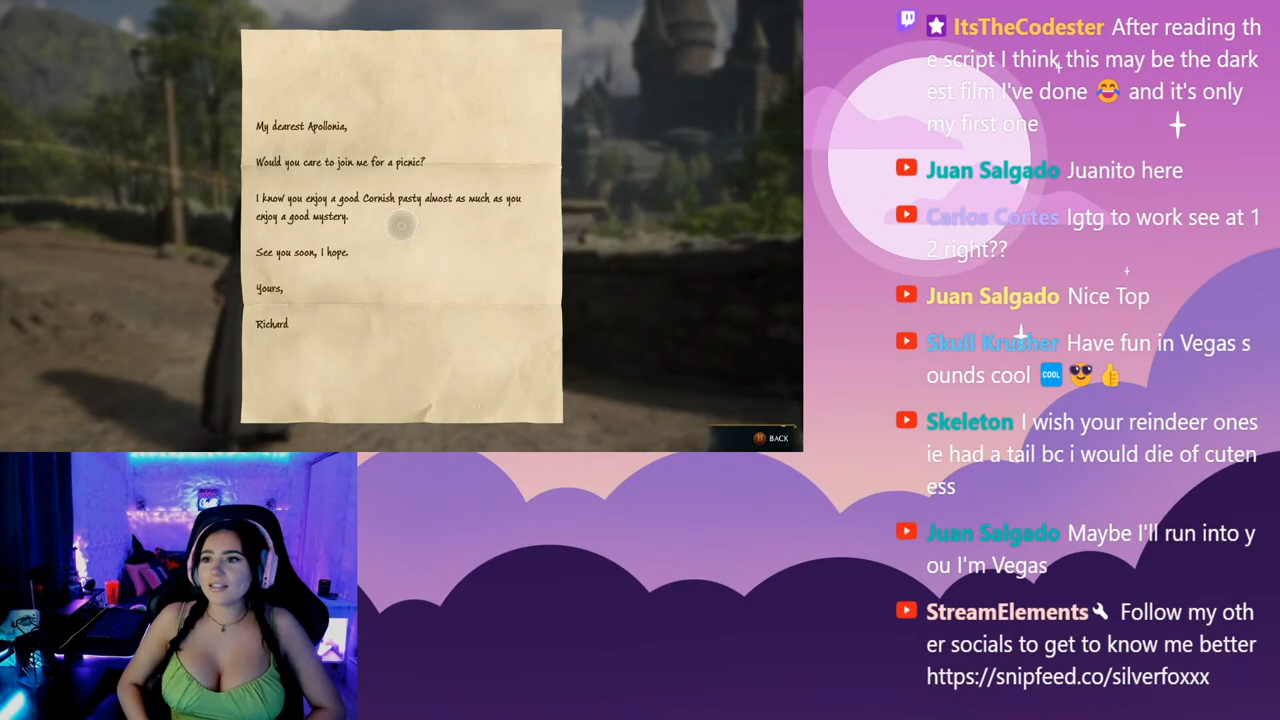 My dearest Apollonia,
Would you care to join me for a picnic?
I know you enjoy a good Cornish pasty almost as much as you
enjoy a good mystery.
See you soon, I hope.
Yours,
Richard
B BACK
ItsTheCodester After reading th
e script I think this may be the dark
est film I've done 😂 and it's only
my first one
Juan Salgado Juanito here
Carlos Cortes Igtg to work see at 1
2 right??
Juan Salgado Nice Top
Skull Krusher Have fun in Vegas s
ounds cool 🆒 😎 👍
Skeleton I wish your reindeer ones
ie had a tail bc i would die of cuten
ess
Juan Salgado Maybe I'll run into y
ou I'm Vegas
StreamElements Follow my oth
er socials to get to know me better
https://snipfeed.co/silverfoxxx